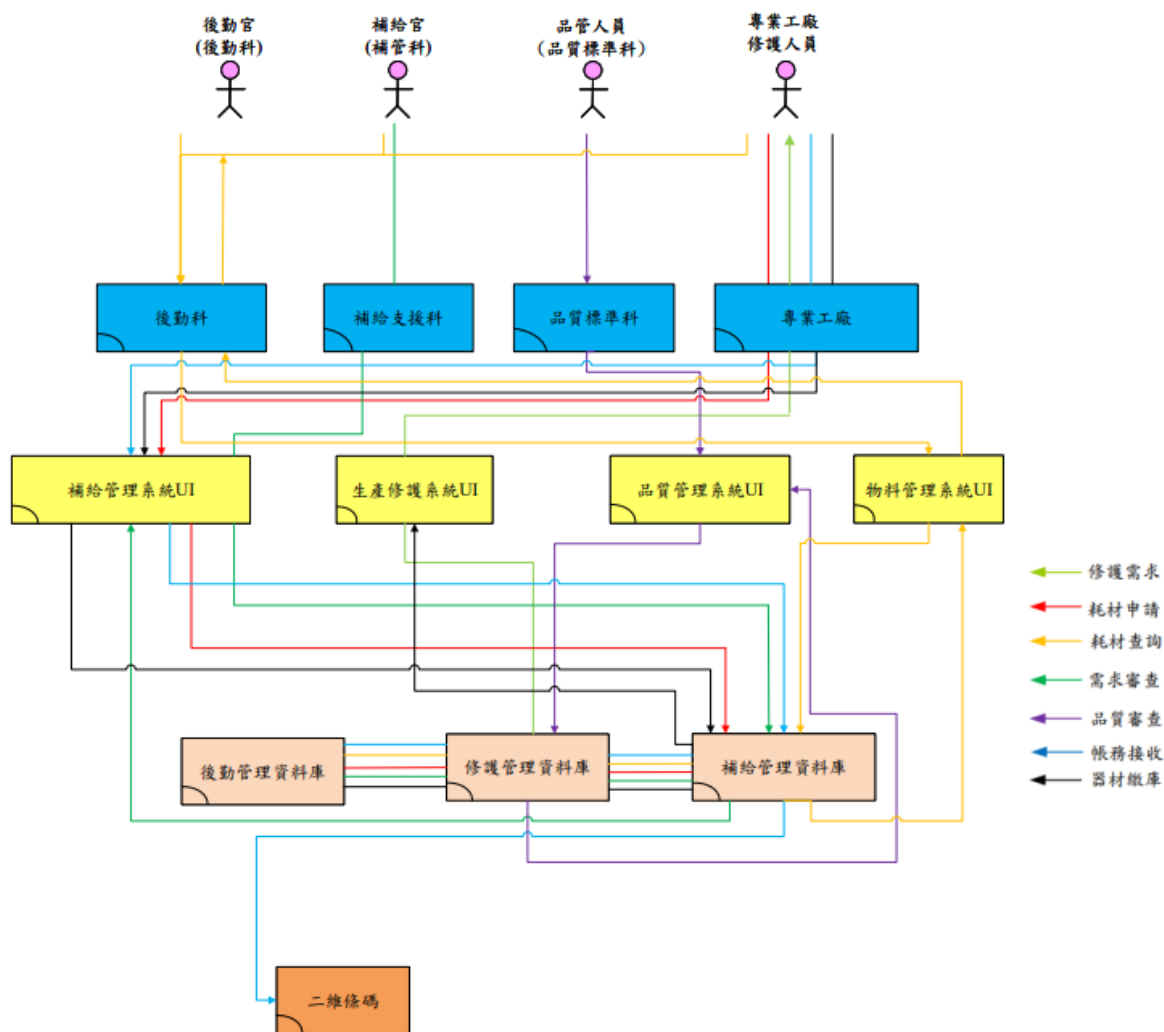 後勤官
(後勤科)
補給官
(補管科)
品管人員
(品質標準科)
專業工廠
修護人員
後勤科
補給支援科
品質標準科
專業工廠
補給管理系統UI
生產修護系統UI
品質管理系統UI
物料管理系統UI
修護需求
耗材申請
耗材查詢
需求審查
品質審查
帳務接收
器材繳庫
後勤管理資料庫
修護管理資料庫
補給管理資料庫
二維條碼